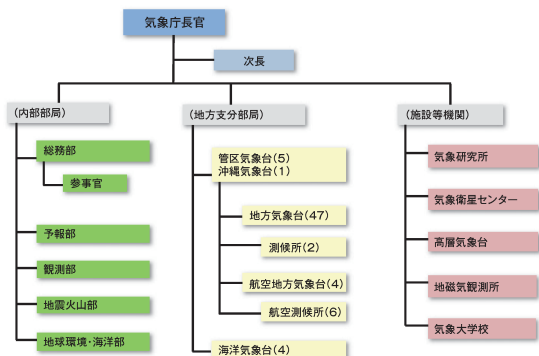 気象庁長官
次長
(内部部局)
総務部
参事官
予報部
観測部
地震火山部
地球環境・海洋部
(地方支分部局)
管区気象台(5)
沖縄気象台(1)
地方気象台(47)
測候所(2)
航空地方気象台(4)
航空測候所(6)
海洋気象台(4)
(施設等機関)
気象研究所
気象衛星センター
高層気象台
地磁気観測所
気象大学校